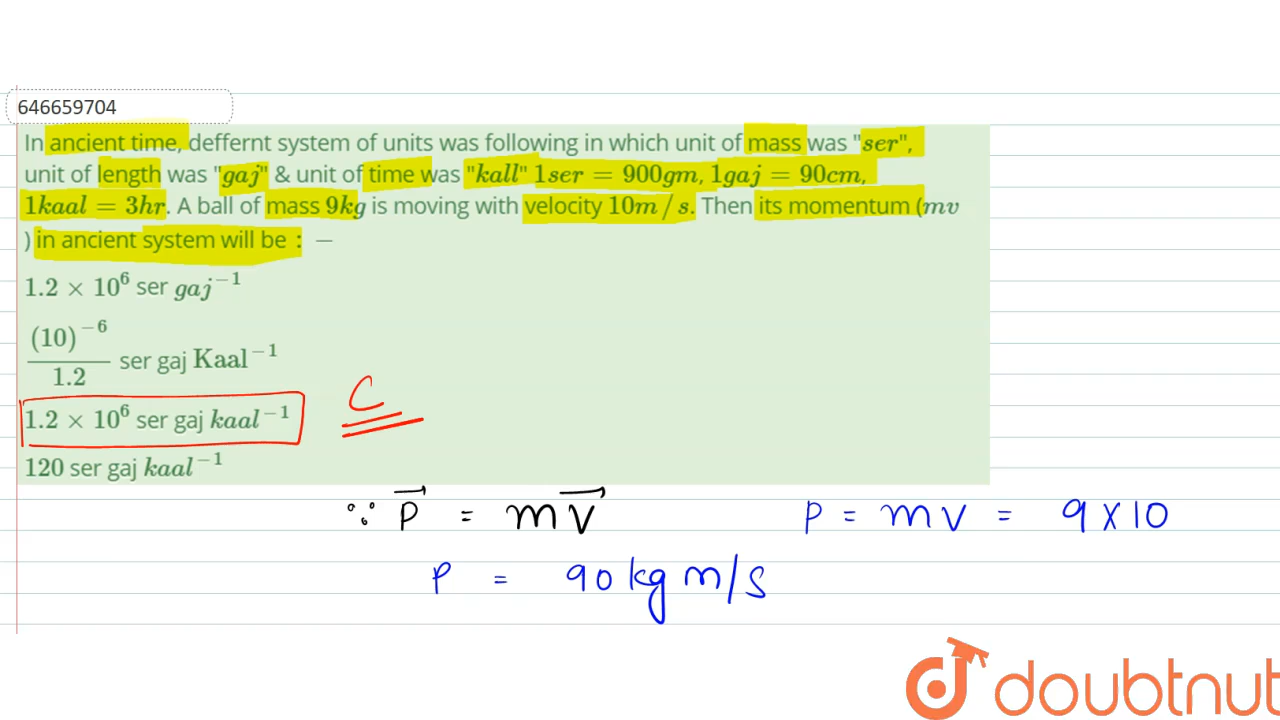 646659704
In ancient time, deffernt system of units was following in which unit of mass was "ser",
unit of length was "gaj" & unit of time was "kall" 1ser = 900gm, 1gaj = 90cm,
1kaal = 3hr. A ball of mass 9kg is moving with velocity 10m/s. Then its momentum (mv
) in ancient system will be : −
1.2 × 10⁶ ser gaj⁻¹
(10)⁻⁶/1.2 ser gaj Kaal⁻¹
1.2 × 10⁶ ser gaj kaal⁻¹ C
120 ser gaj kaal⁻¹
∵ P⃗ = mv⃗ P = mv = 9 × 10
P = 90 kg m/s
doubtnut